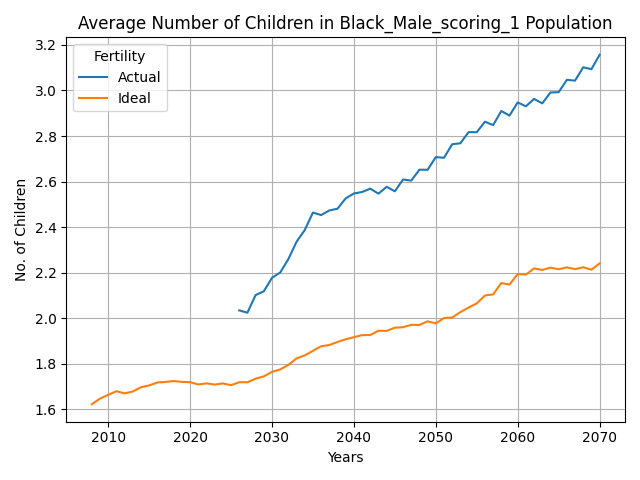 Average Number of Children in Black_Male_scoring_1 Population
Fertility
Actual
Ideal
No. of Children
3.2
3.0
2.8
2.6
2.4
2.2
2.0
1.8
1.6
2010 2020 2030 2040 2050 2060 2070
Years